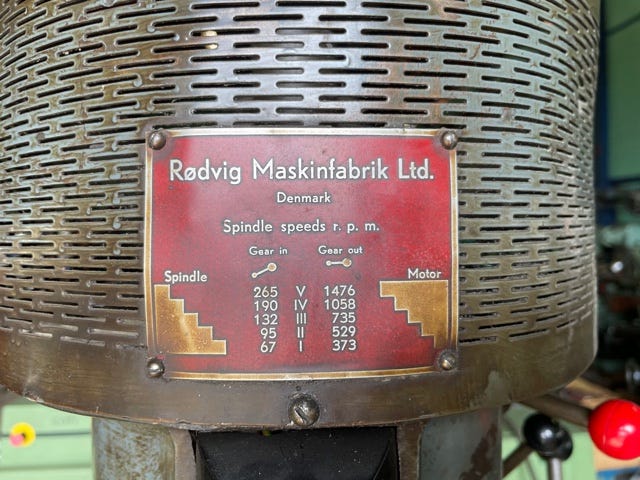 Rødvig Maskinfabrik Ltd.
Denmark
Spindle speeds r. p. m.
Gear in Gear out
Spindle Motor
265 V 1476
190 IV 1058
132 III 735
95 II 529
67 I 373